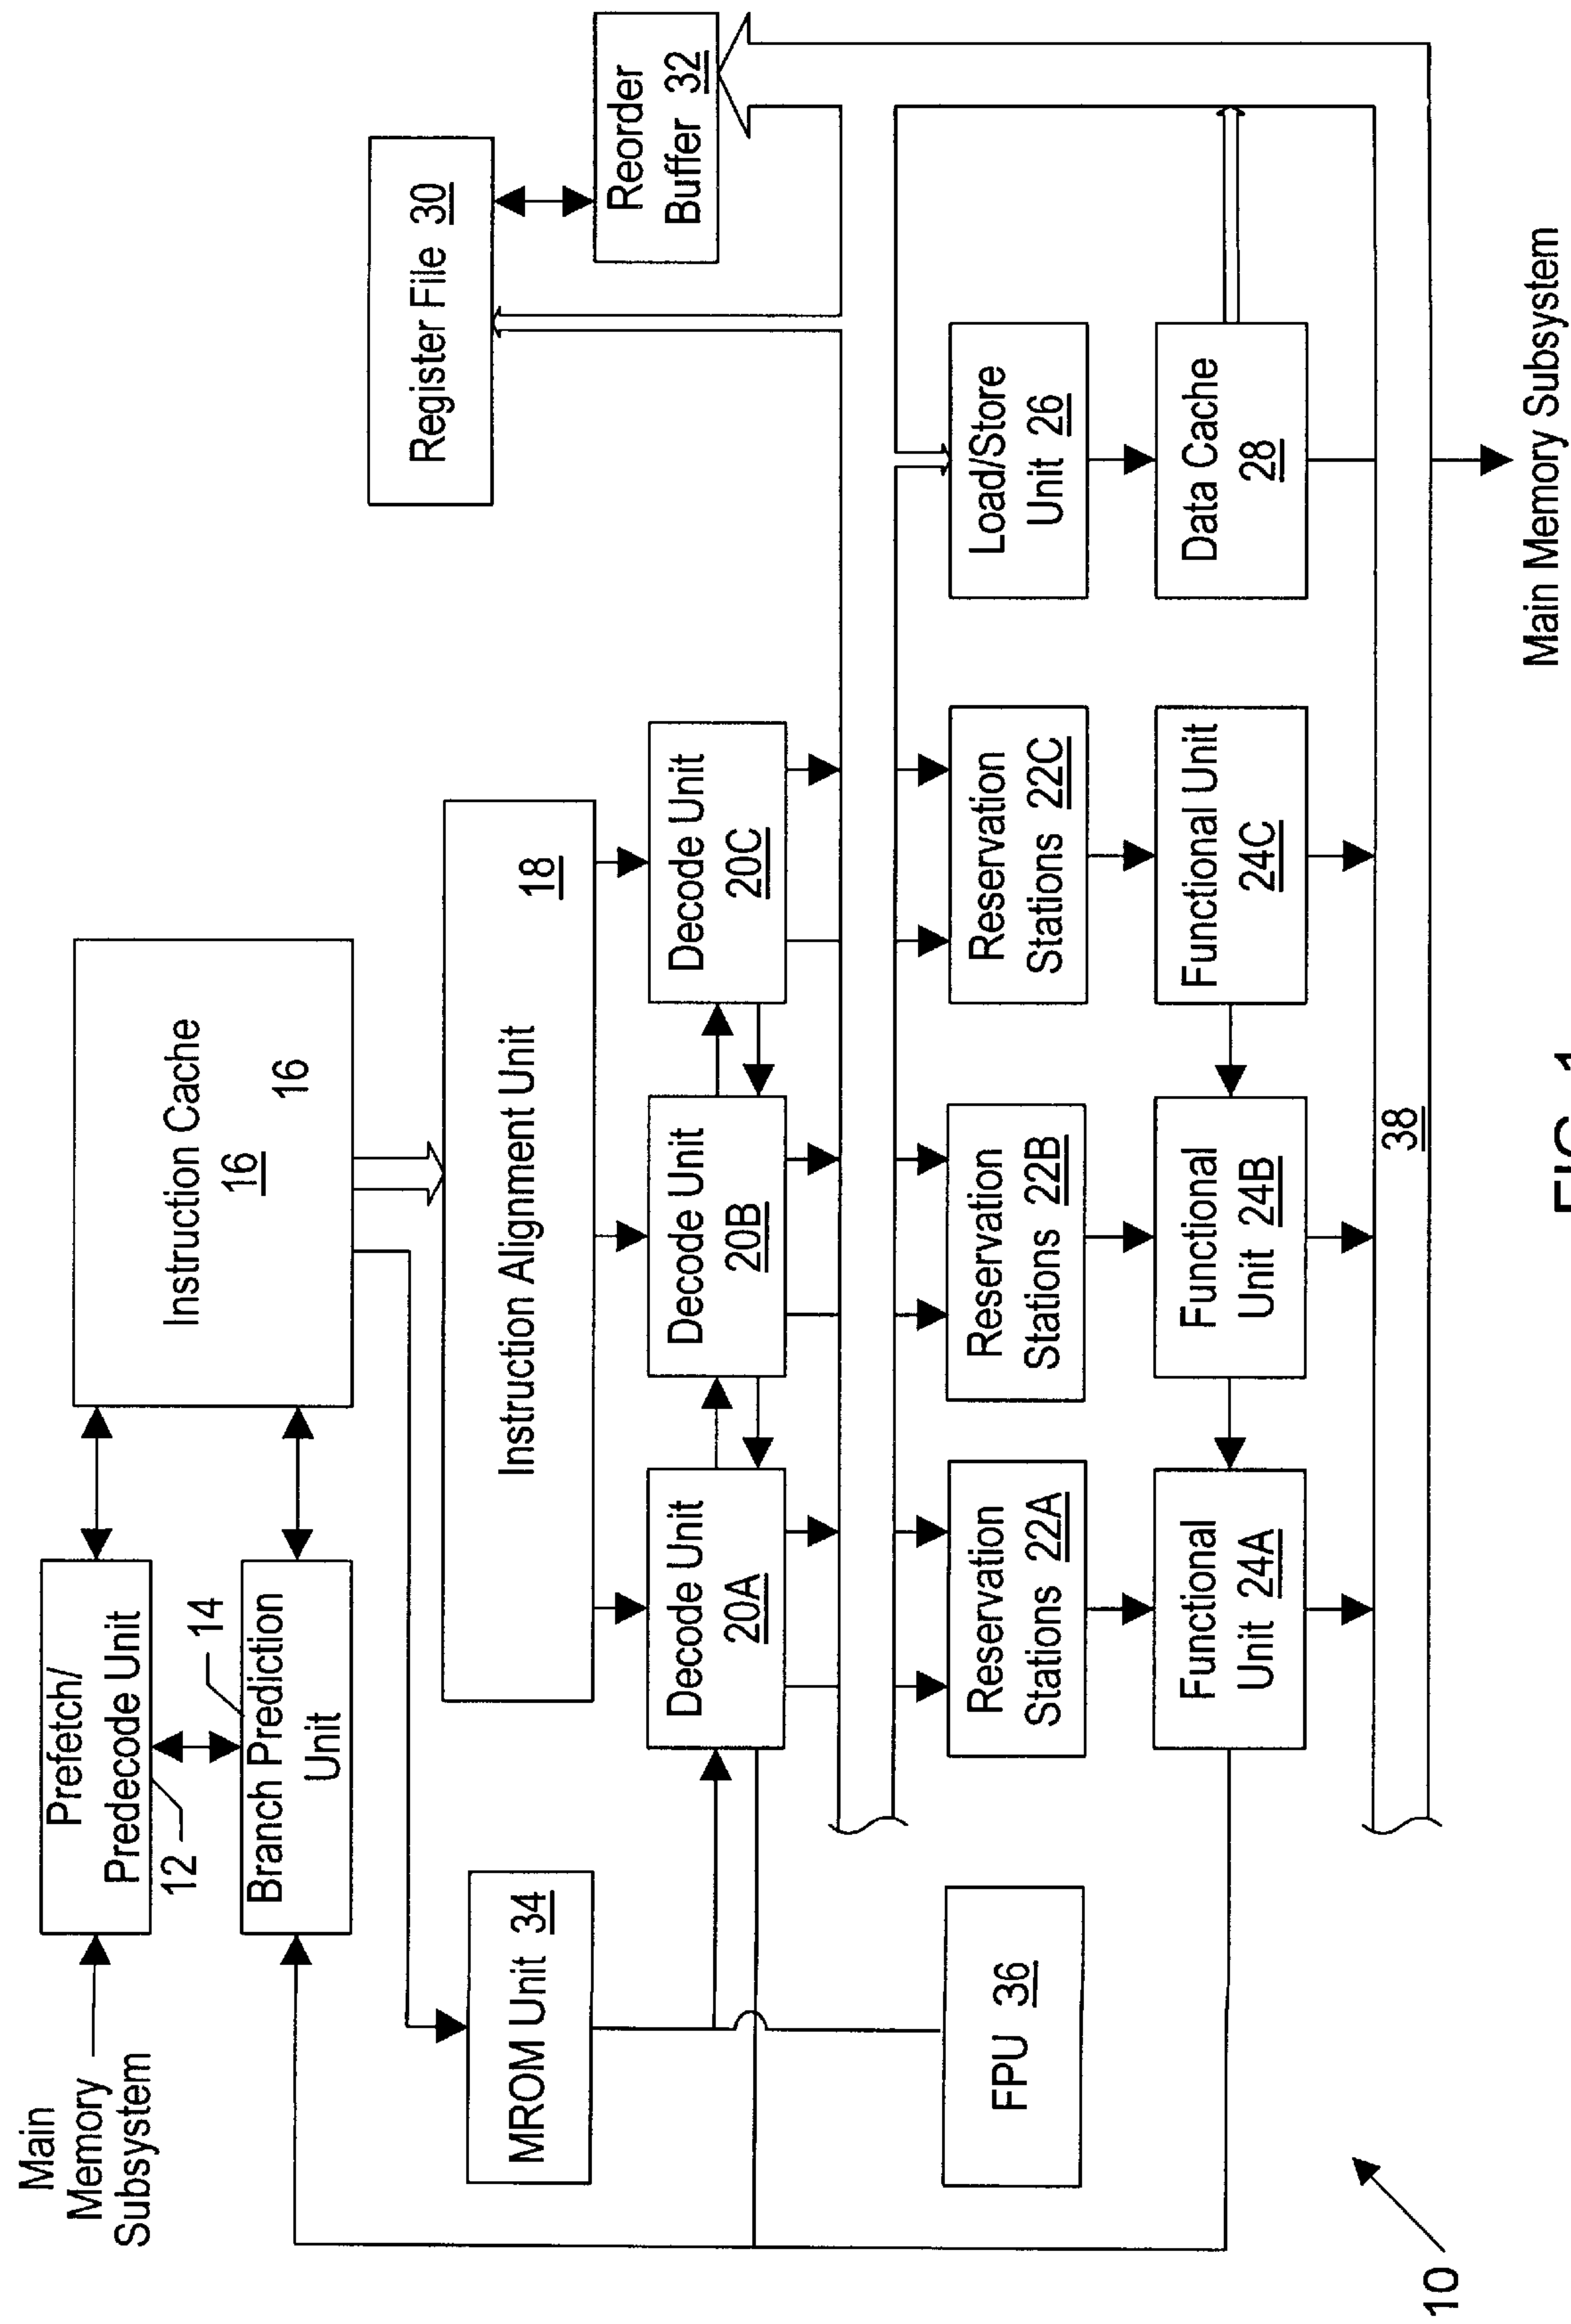 Main
Memory
Subsystem
Prefetch/
Predecode Unit
12
14
Branch Prediction
Unit
Instruction Cache
16
16
Register File 30
Reorder
Buffer 32
Instruction Alignment Unit
18
MROM Unit 34
Decode Unit
20A
Decode Unit
20B
Decode Unit
20C
FPU 36
Reservation
Stations 22A
Reservation
Stations 22B
Reservation
Stations 22C
Load/Store
Unit 26
Functional
Unit 24A
Functional
Unit 24B
Functional Unit
24C
Data Cache
28
38
10
Main Memory Subsystem